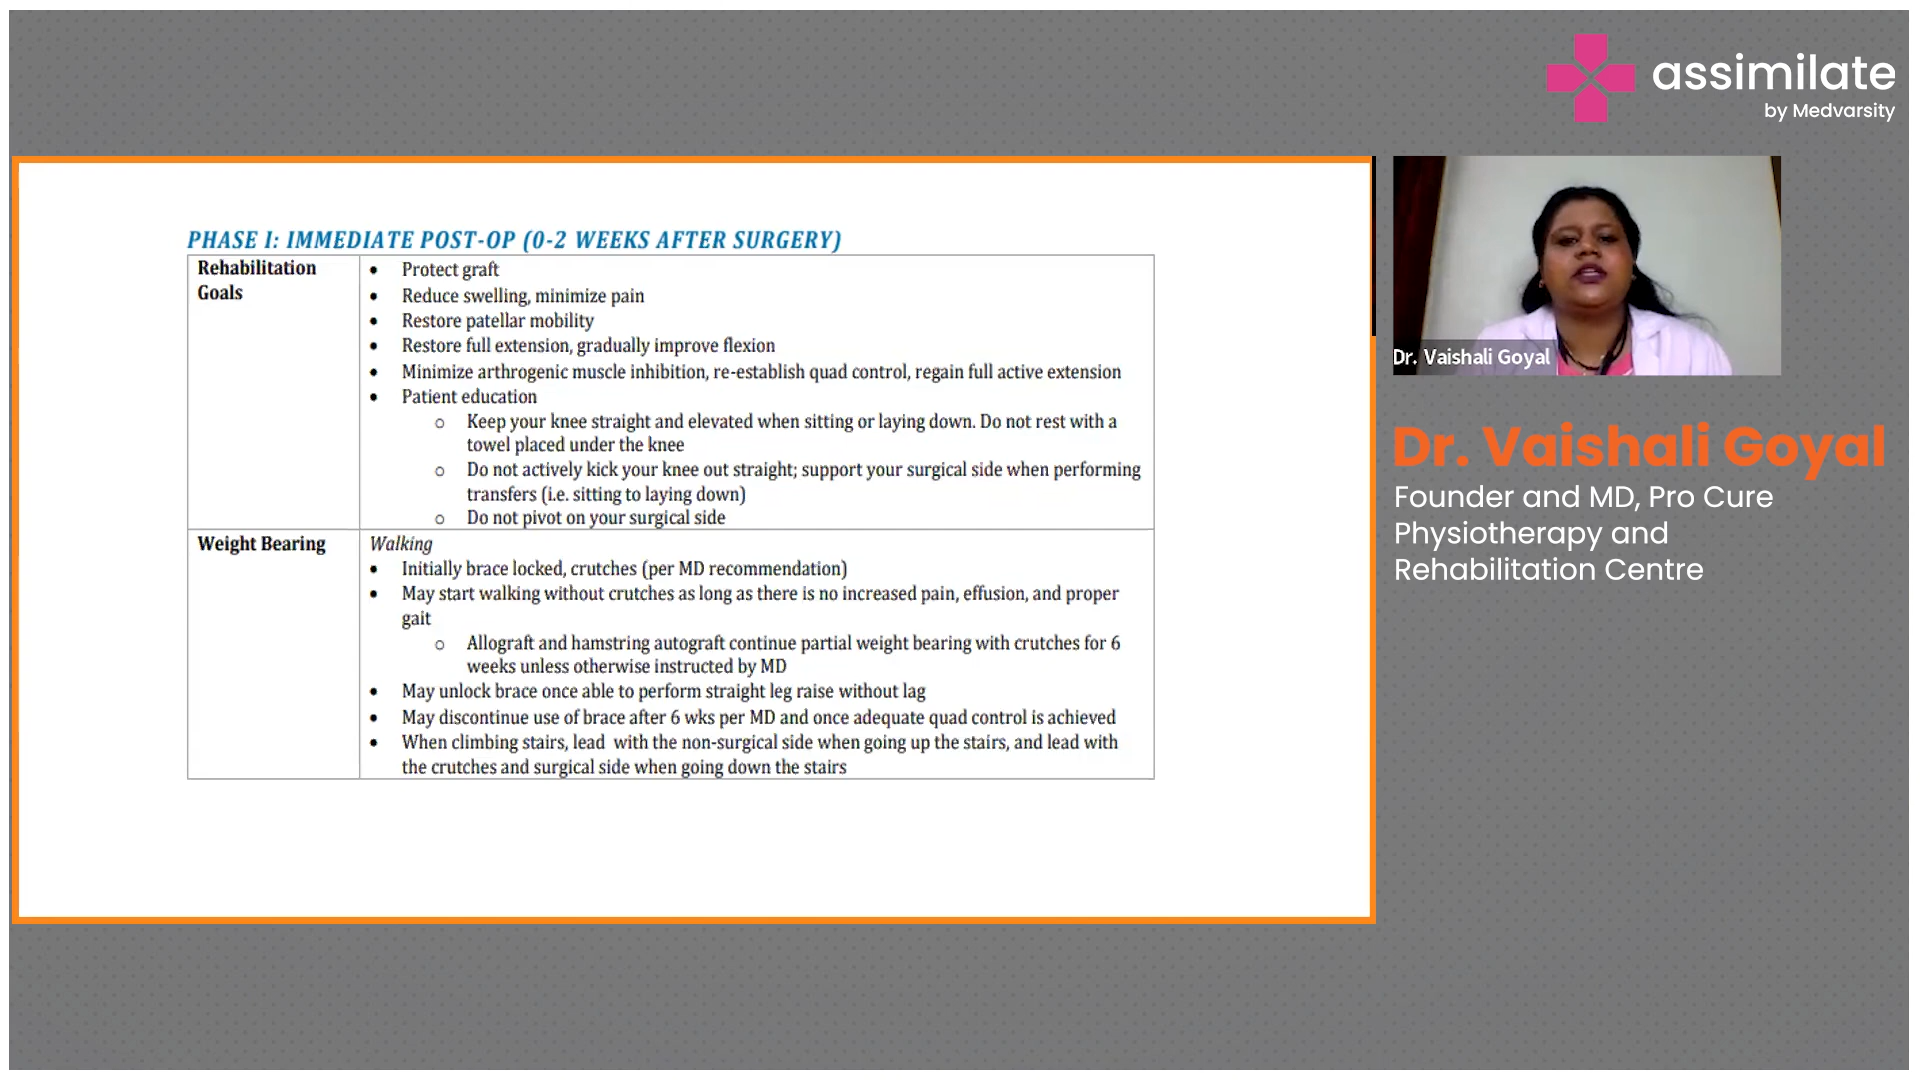 assimilate
by Medvarsity
PHASE I: IMMEDIATE POST-OP (0-2 WEEKS AFTER SURGERY)
Rehabilitation
Goals
• Protect graft
• Reduce swelling, minimize pain
• Restore patellar mobility
• Restore full extension, gradually improve flexion
• Minimize arthrogenic muscle inhibition, re-establish quad control, regain full active extension
• Patient education
o Keep your knee straight and elevated when sitting or laying down. Do not rest with a
towel placed under the knee
o Do not actively kick your knee out straight; support your surgical side when performing
transfers (i.e. sitting to laying down)
o Do not pivot on your surgical side
Weight Bearing
Walking
• Initially brace locked, crutches (per MD recommendation)
• May start walking without crutches as long as there is no increased pain, effusion, and proper
gait
o Allograft and hamstring autograft continue partial weight bearing with crutches for 6
weeks unless otherwise instructed by MD
• May unlock brace once able to perform straight leg raise without lag
• May discontinue use of brace after 6 wks per MD and once adequate quad control is achieved
• When climbing stairs, lead with the non-surgical side when going up the stairs, and lead with
the crutches and surgical side when going down the stairs
Dr. Vaishali Goyal
Dr. Vaishali Goyal
Founder and MD, Pro Cure
Physiotherapy and
Rehabilitation Centre